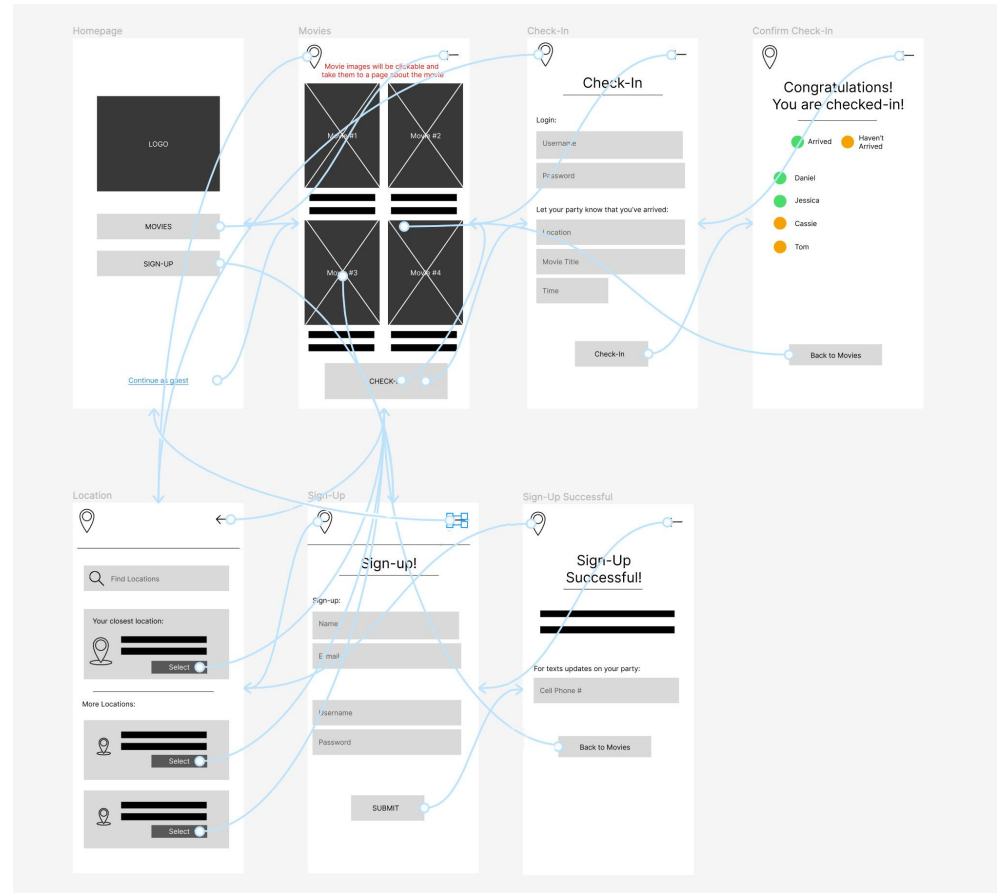 Homepage
LOGO
MOVIES
SIGN-UP
Continue as guest
Movies
Movie images will be clickable and
take them to a page about the movie
Movie #1
Movie #2
Movie #3
Movie #4
CHECK-
Check-In
Check-In
Login:
Username
Password
Let your party know that you've arrived:
Location
Movie Title
Time
Check-In
Confirm Check-In
Congratulations!
You are checked-in!
Arrived
Haven't
Arrived
Daniel
Jessica
Cassie
Tom
Back to Movies
Location
Find Locations
Your closest location:
Select
More Locations:
Select
Select
Sign-Up
Sign-up!
Sign-up:
Name
E-mail
Username
Password
SUBMIT
Sign-Up Successful
Sign-Up
Successful!
For texts updates on your party:
Cell Phone #
Back to Movies